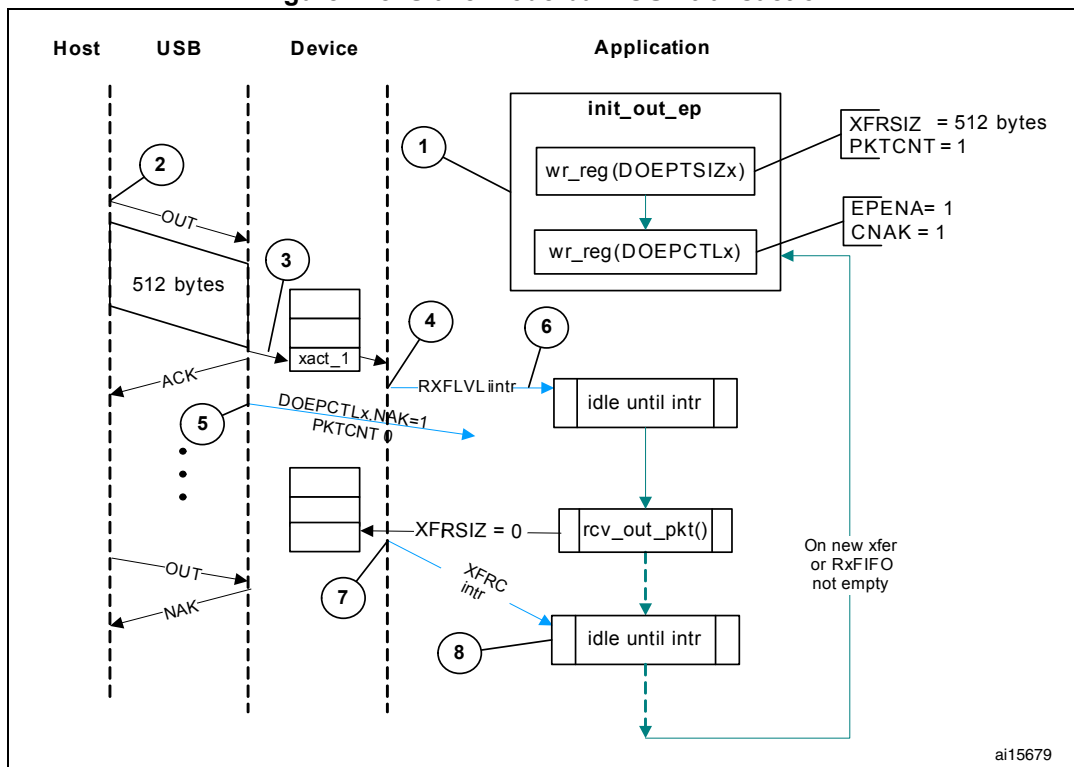 Host USB Device Application
init_out_ep
1
wr_reg(DOEPTSIZx)
XFRSIZ = 512 bytes
PKTCNT = 1
wr_reg(DOEPCTLx)
EPENA= 1
CNAK = 1
2
OUT
512 bytes
3
xact_1
4
6
ACK
RXFLVL iintr
idle until intr
5
DOEPCTLx.NAK=1
PKTCNT 0
XFRSIZ = 0
rcv_out_pkt()
On new xfer
or RxFIFO
not empty
OUT
NAK
7
XFRC
intr
8
idle until intr
ai15679